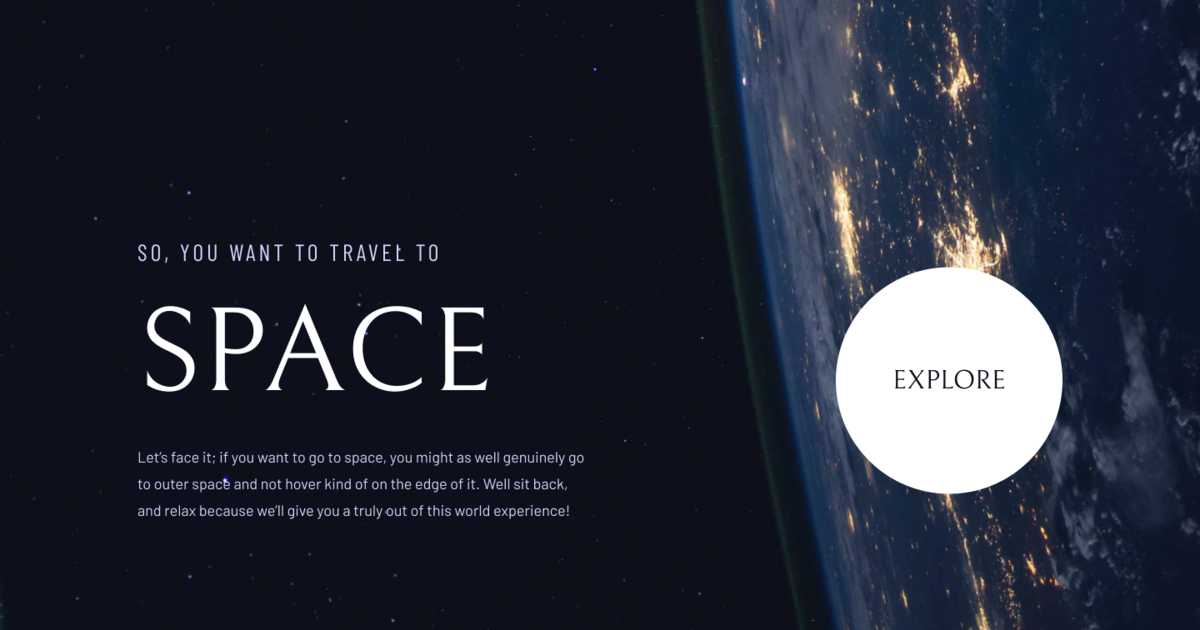 SO, YOU WANT TO TRAVEL TO
SPACE
Let's face it; if you want to go to space, you might as well genuinely go
to outer space and not hover kind of on the edge of it. Well sit back,
and relax because we'll give you a truly out of this world experience!
EXPLORE